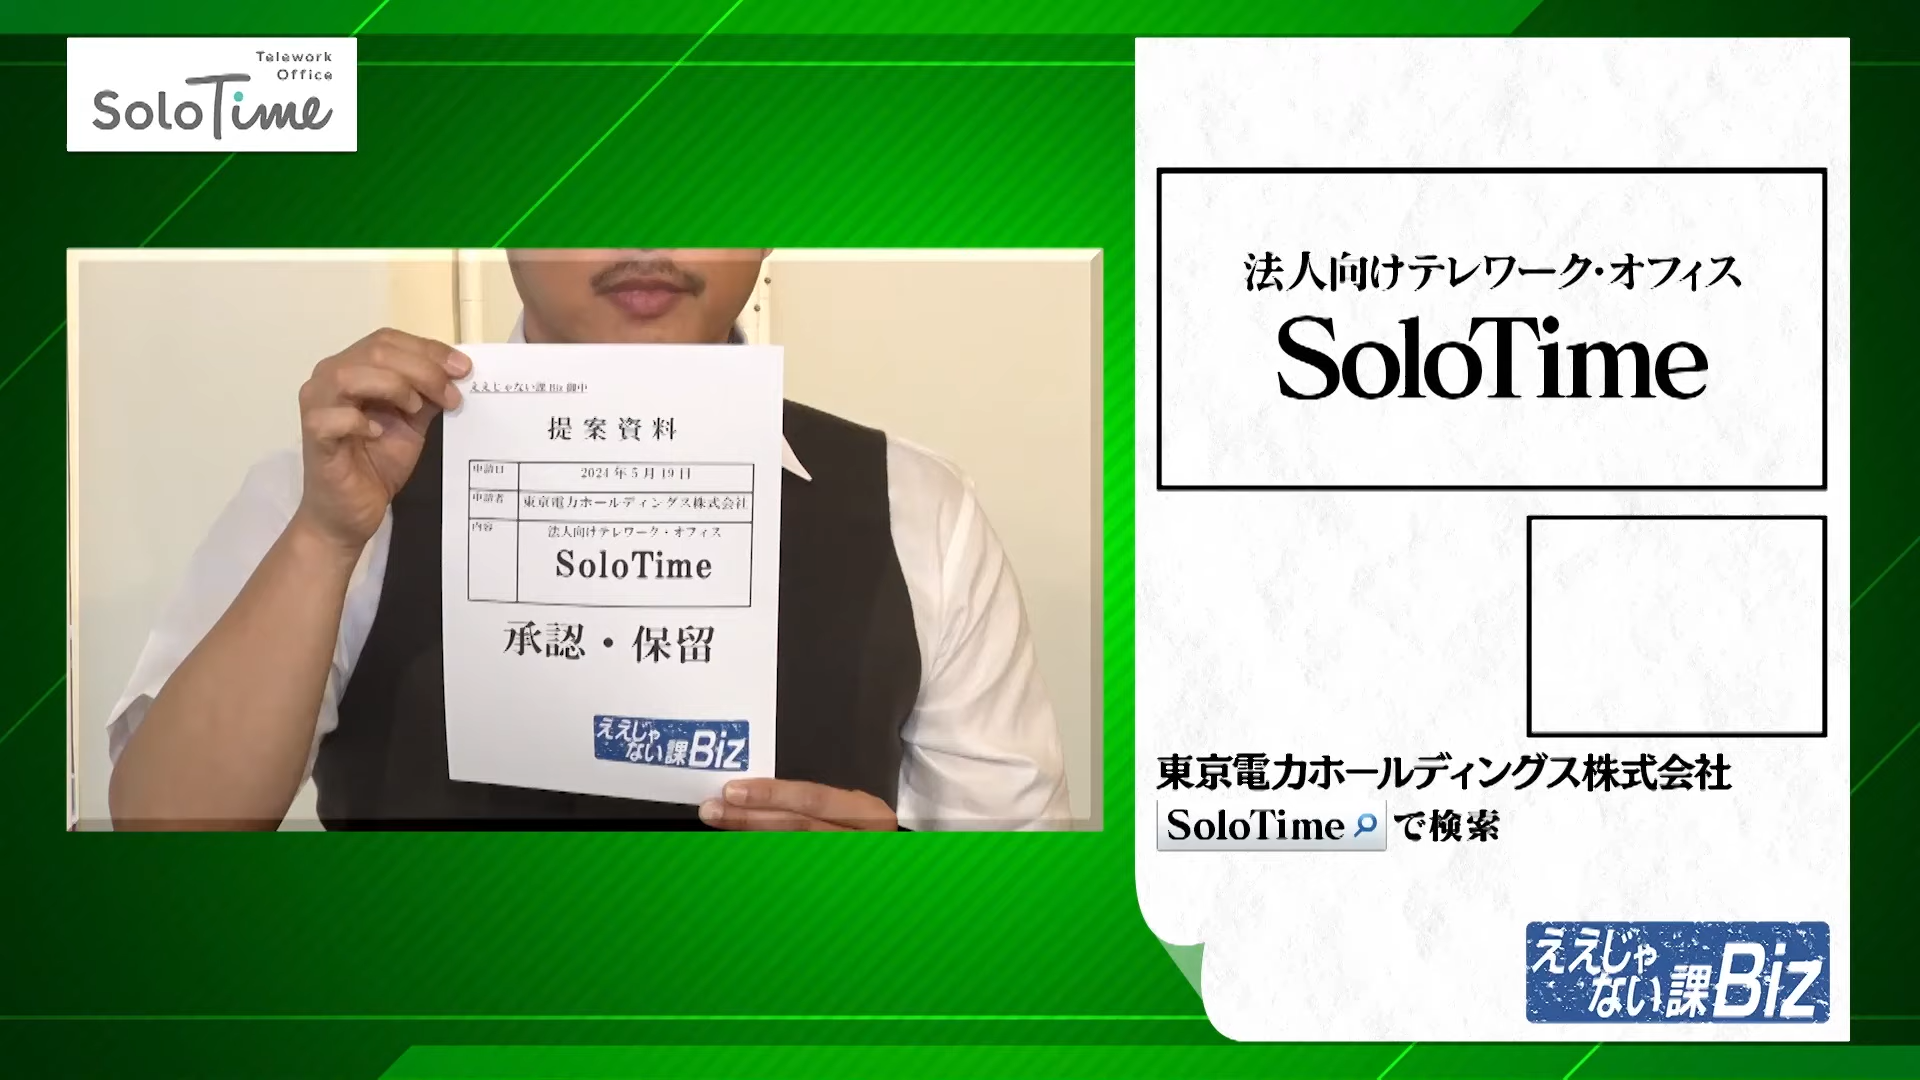 Telework
Office
SoloTime
ええじゃない課Biz御中
提案資料
申請日
2024年5月19日
申請者
東京電力ホールディングス株式会社
内容
法人向けテレワーク・オフィス
SoloTime
承認・保留
ええじゃ
ない課Biz
法人向けテレワーク・オフィス
SoloTime
東京電力ホールディングス株式会社
SoloTime で検索
ええじゃ
ない課Biz